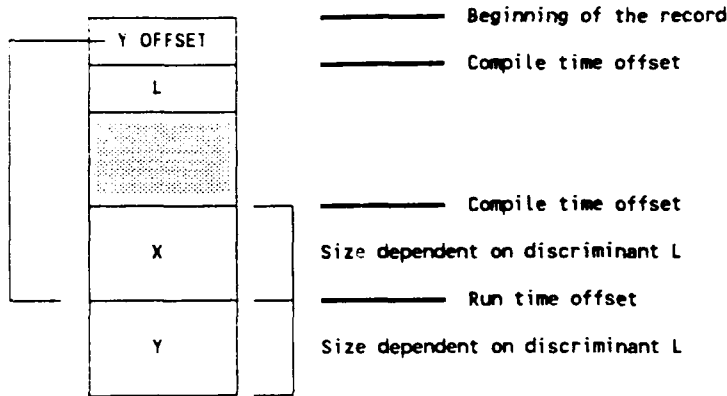 Beginning of the record
Y OFFSET
Compile time offset
L
Compile time offset
X
Size dependent on discriminant L
Run time offset
Y
Size dependent on discriminant L